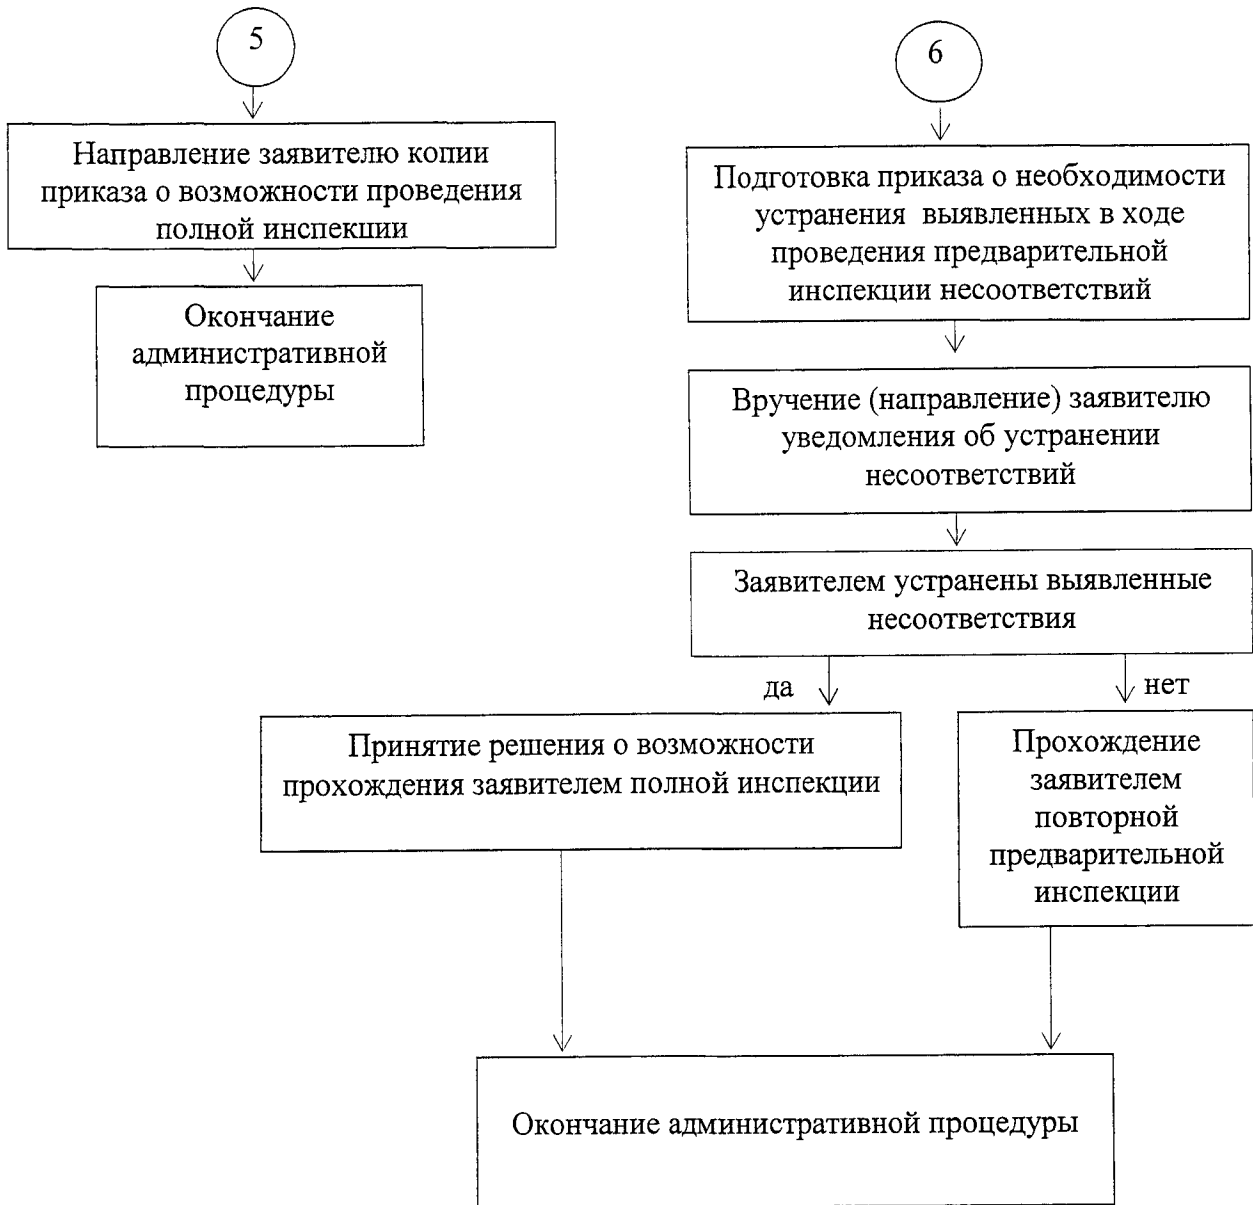 5
Направление заявителю копии
приказа о возможности проведения
полной инспекции
Окончание
административной
процедуры
6
Подготовка приказа о необходимости
устранения выявленных в ходе
проведения предварительной
инспекции несоответствий
Вручение (направление) заявителю
уведомления об устранении
несоответствий
Заявителем устранены выявленные
несоответствия
да
нет
Принятие решения о возможности
прохождения заявителем полной инспекции
Прохождение
заявителем
повторной
предварительной
инспекции
Окончание административной процедуры